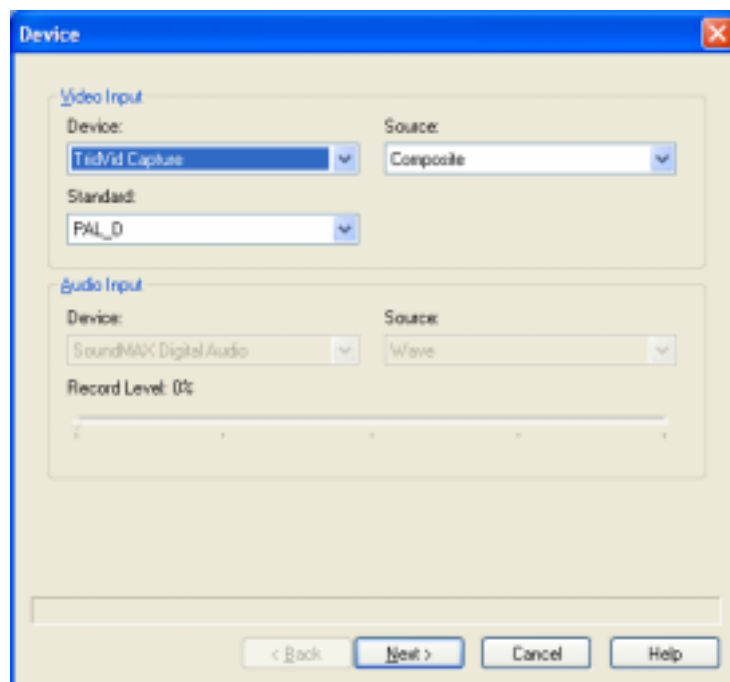 Device
Video Input
Device: Source:
TridVid Capture Composite
Standard:
PAL_D
Audio Input
Device: Source:
SoundMAX Digital Audio Wave
Record Level: 0%
< Back Next > Cancel Help